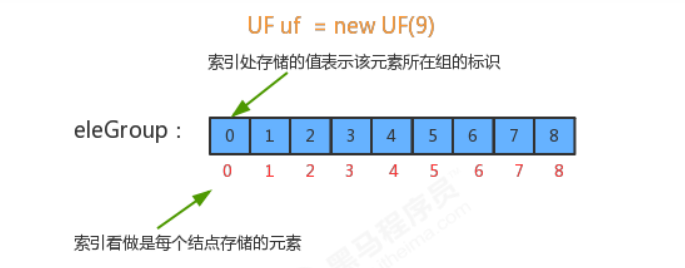 UF uf = new UF(9)
索引处存储的值表示该元素所在组的标识
eleGroup： 0 1 2 3 4 5 6 7 8
0 1 2 3 4 5 6 7 8
索引看做是每个结点存储的元素
黑马程序员